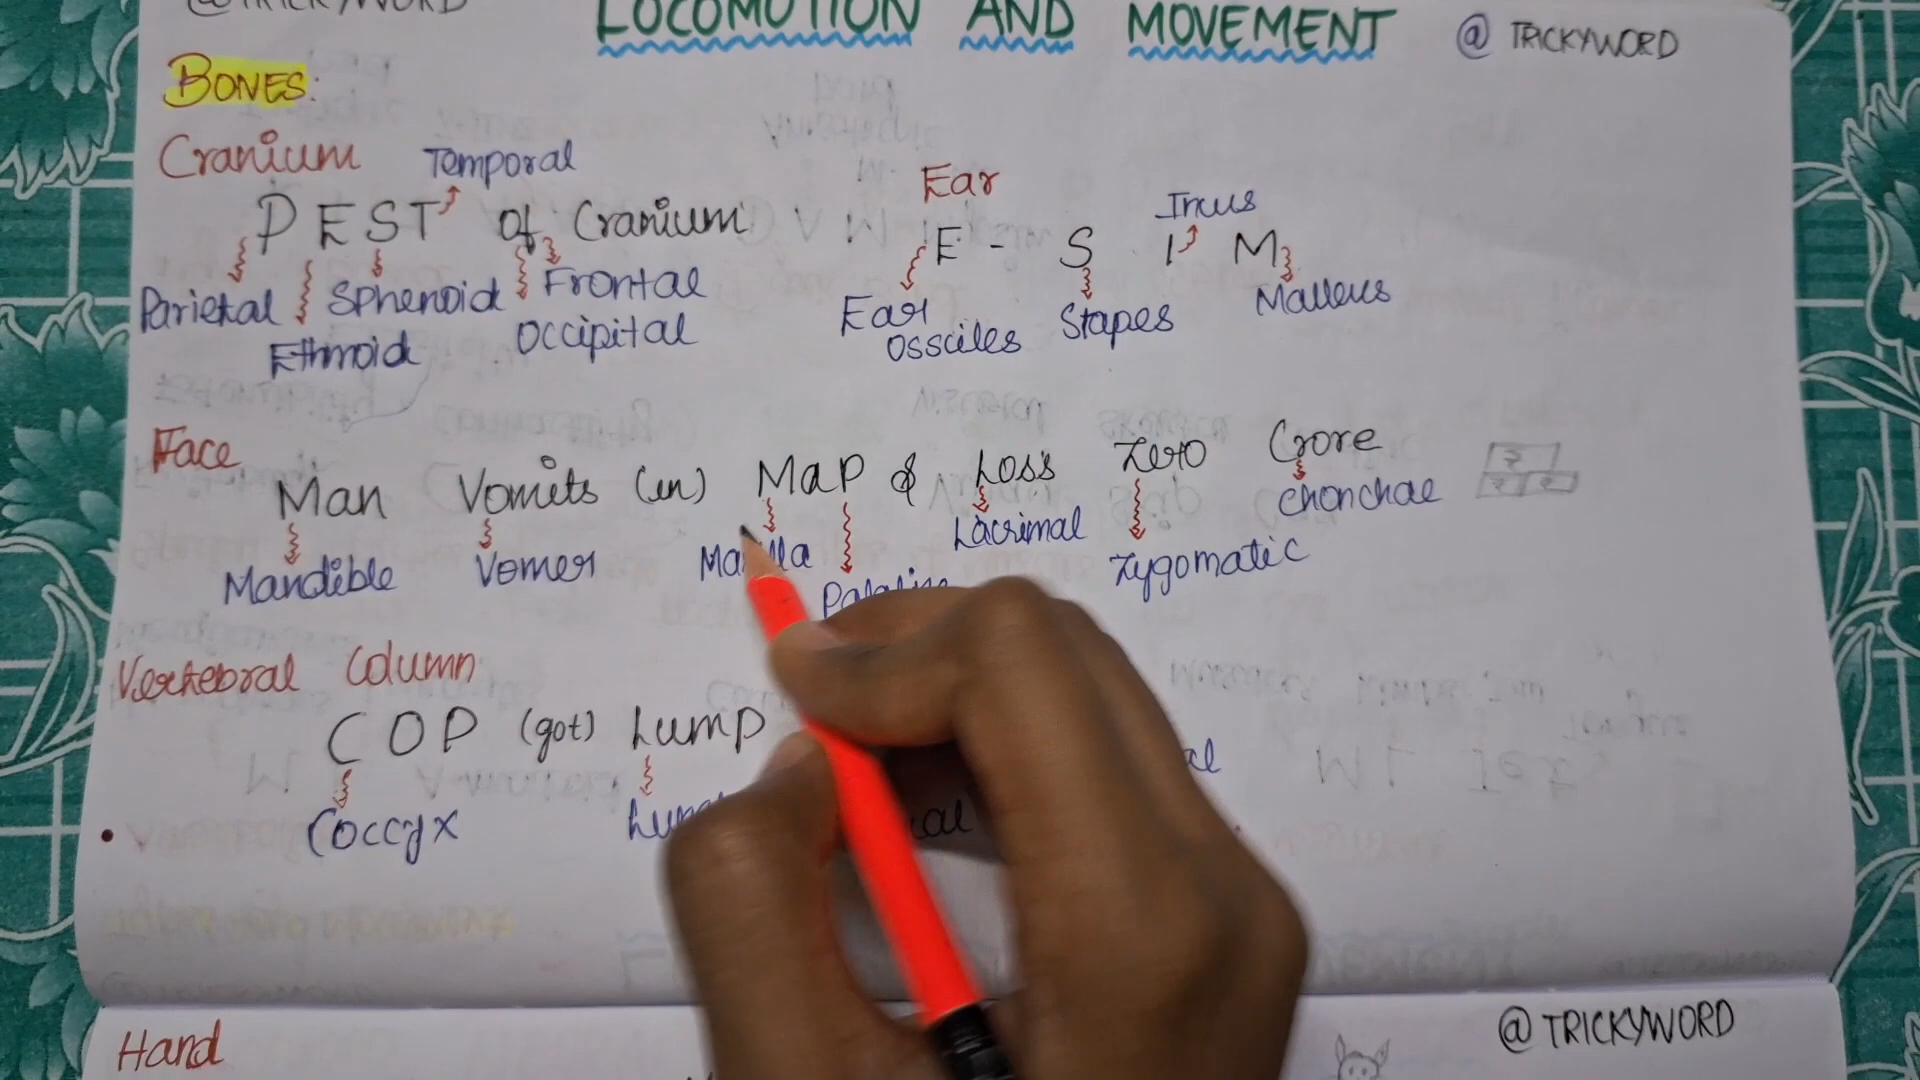 @TRICKYWORD
LOCOMOTION AND MOVEMENT
@ TRICKYWORD
BONES:
Cranium
Temporal
PEST of Cranium
Parietal
Sphenoid
Frontal
Ethmoid
Occipital
Ear
Incus
E - S I M
Ear
Ossciles
Stapes
Malleus
Face
Man Vomits (in) MaP & Loss Zero Crore
Mandible
Vomer
Lacrimal
Zygomatic
Chonchae
Vertebral Column
COP (got) Lump
Coccyx
Hand
@ TRICKYWORD